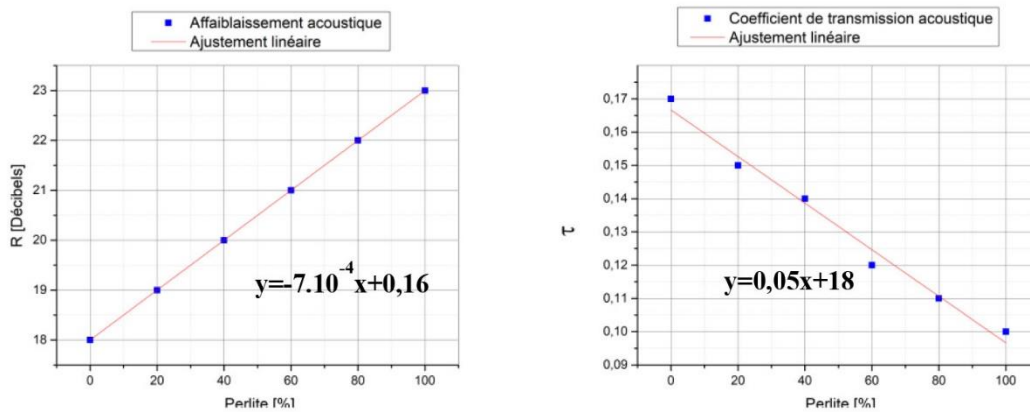 Affaiblaissement acoustique
Ajustement linéaire
23
22
21
20
19
18
R [Décibels]
y=-7.10^-4x+0,16
0 20 40 60 80 100
Perlite [%]
Coefficient de transmission acoustique
Ajustement linéaire
0,17
0,16
0,15
0,14
0,13
0,12
0,11
0,10
0,09
τ
y=0,05x+18
0 20 40 60 80 100
Perlite [%]